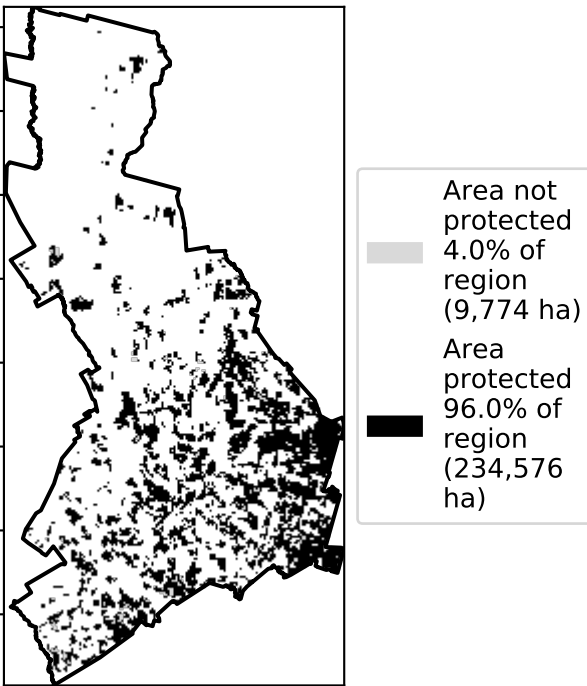 Area not
protected
4.0% of
region
(9,774 ha)
Area
protected
96.0% of
region
(234,576
ha)